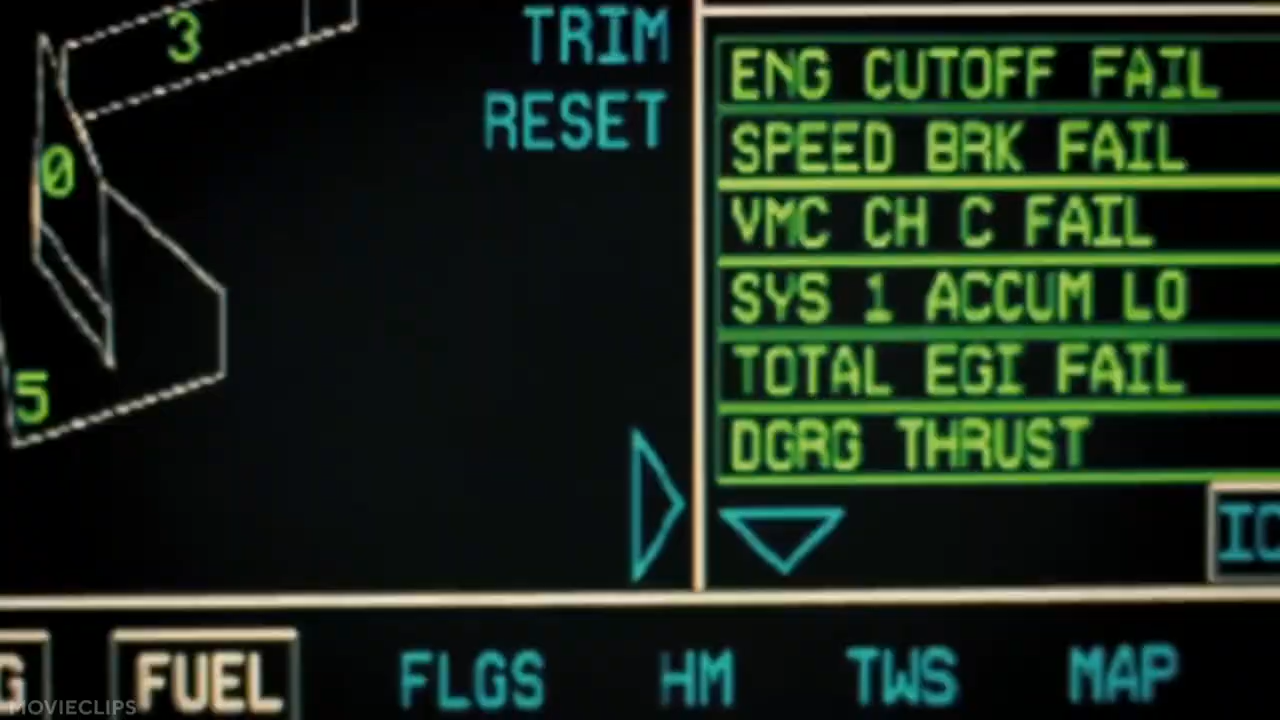 3
TRIM
RESET
0
5
ENG CUTOFF FAIL
SPEED BRK FAIL
VMC CH C FAIL
SYS 1 ACCUM LO
TOTAL EGI FAIL
DGRG THRUST
IC
G
FUEL
FLGS
HM
TWS
MAP
MOVIECLIPS